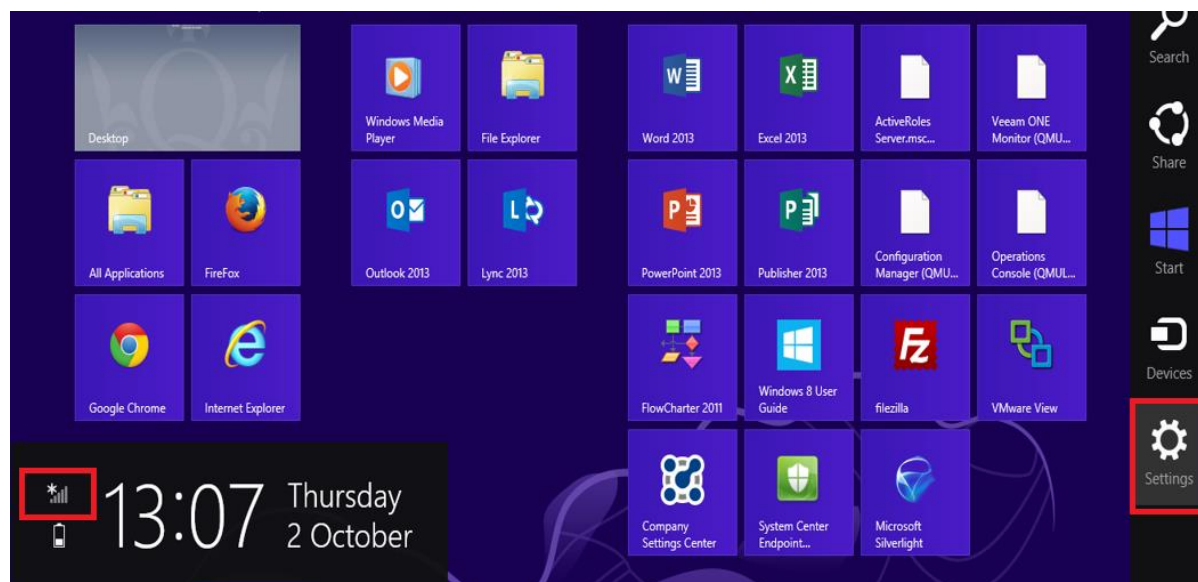 Desktop
Windows Media
Player
File Explorer
Word 2013
Excel 2013
ActiveRoles
Server.msc...
Veeam ONE
Monitor (QMU...
All Applications
FireFox
Outlook 2013
Lync 2013
PowerPoint 2013
Publisher 2013
Configuration
Manager (QMU...
Operations
Console (QMUL...
Google Chrome
Internet Explorer
FlowCharter 2011
Windows 8 User
Guide
filezilla
VMware View
Company
Settings Center
System Center
Endpoint...
Microsoft
Silverlight
13:07
Thursday
2 October
Search
Share
Start
Devices
Settings